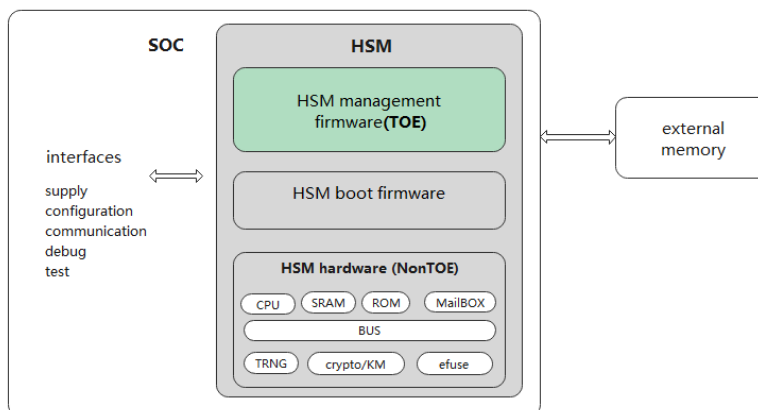 SOC
HSM
HSM management
firmware(TOE)
interfaces
supply
configuration
communication
debug
test
external
memory
HSM boot firmware
HSM hardware (NonTOE)
CPU
SRAM
ROM
MailBOX
BUS
TRNG
crypto/KM
efuse